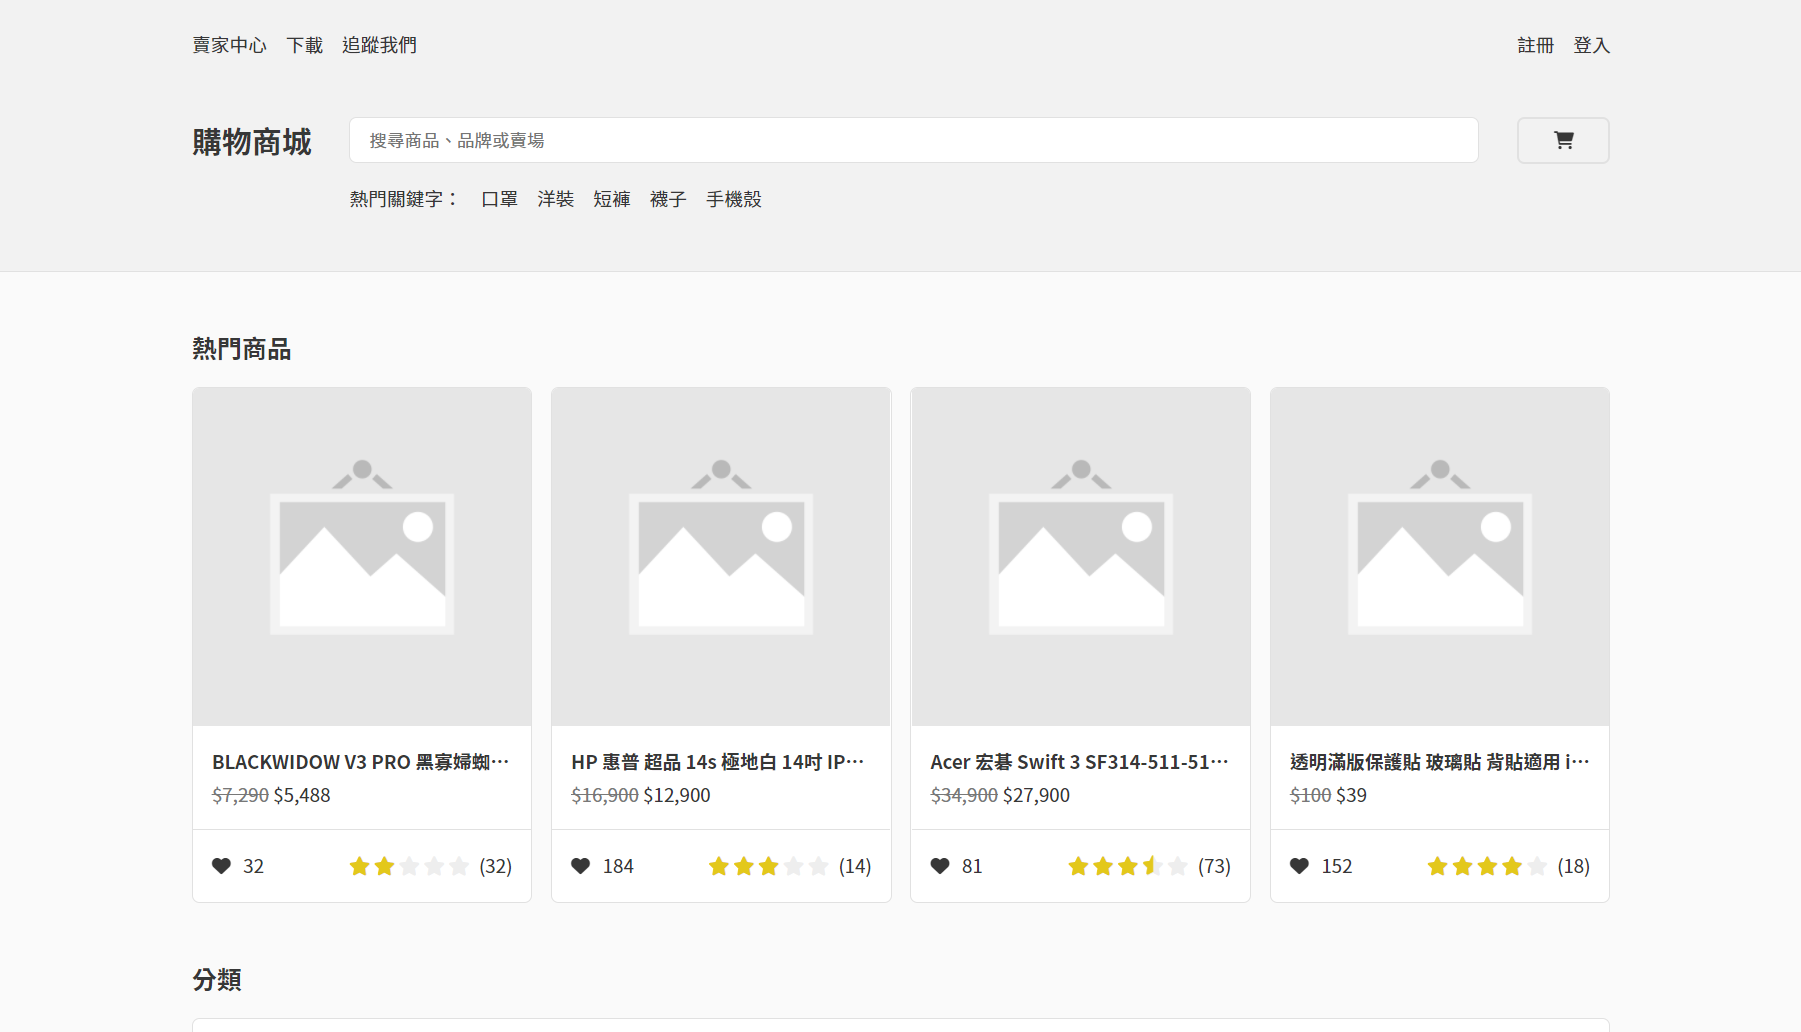 賣家中心 下載 追蹤我們 註冊 登入
購物商城 搜尋商品、品牌或賣場
熱門關鍵字： 口罩 洋裝 短褲 襪子 手機殼
熱門商品
BLACKWIDOW V3 PRO 黑寡婦蜘…
$7,290 $5,488
32 (32)
HP 惠普 超品 14s 極地白 14吋 IP…
$16,900 $12,900
184 (14)
Acer 宏碁 Swift 3 SF314-511-51…
$34,900 $27,900
81 (73)
透明滿版保護貼 玻璃貼 背貼適用 i…
$100 $39
152 (18)
分類